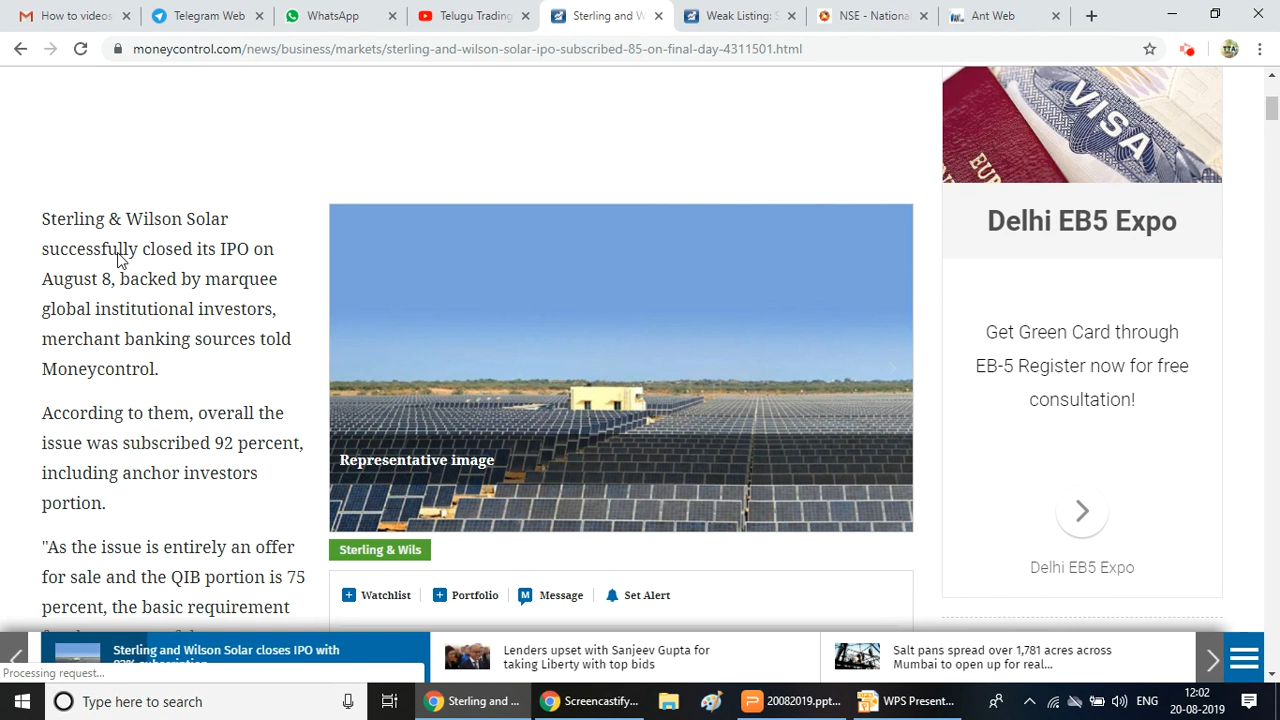 How to videos
Telegram Web
WhatsApp
Telugu Trading
Sterling and W
Weak Listing: S
NSE - National
Ant Web
moneycontrol.com/news/business/markets/sterling-and-wilson-solar-ipo-subscribed-85-on-final-day-4311501.html
VISA
Delhi EB5 Expo
Get Green Card through
EB-5 Register now for free
consultation!
Delhi EB5 Expo
Sterling & Wilson Solar
successfully closed its IPO on
August 8, backed by marquee
global institutional investors,
merchant banking sources told
Moneycontrol.
According to them, overall the
issue was subscribed 92 percent,
including anchor investors
portion.
"As the issue is entirely an offer
for sale and the QIB portion is 75
percent, the basic requirement
Representative image
Sterling & Wils
Watchlist
Portfolio
Message
Set Alert
Sterling and Wilson Solar closes IPO with
Lenders upset with Sanjeev Gupta for
taking Liberty with top bids
Salt pans spread over 1,781 acres across
Mumbai to open up for real...
Processing request...
Type here to search
Sterling and ...
Screencastify...
20082019.ppt...
WPS Present...
ENG
12:02
20-08-2019